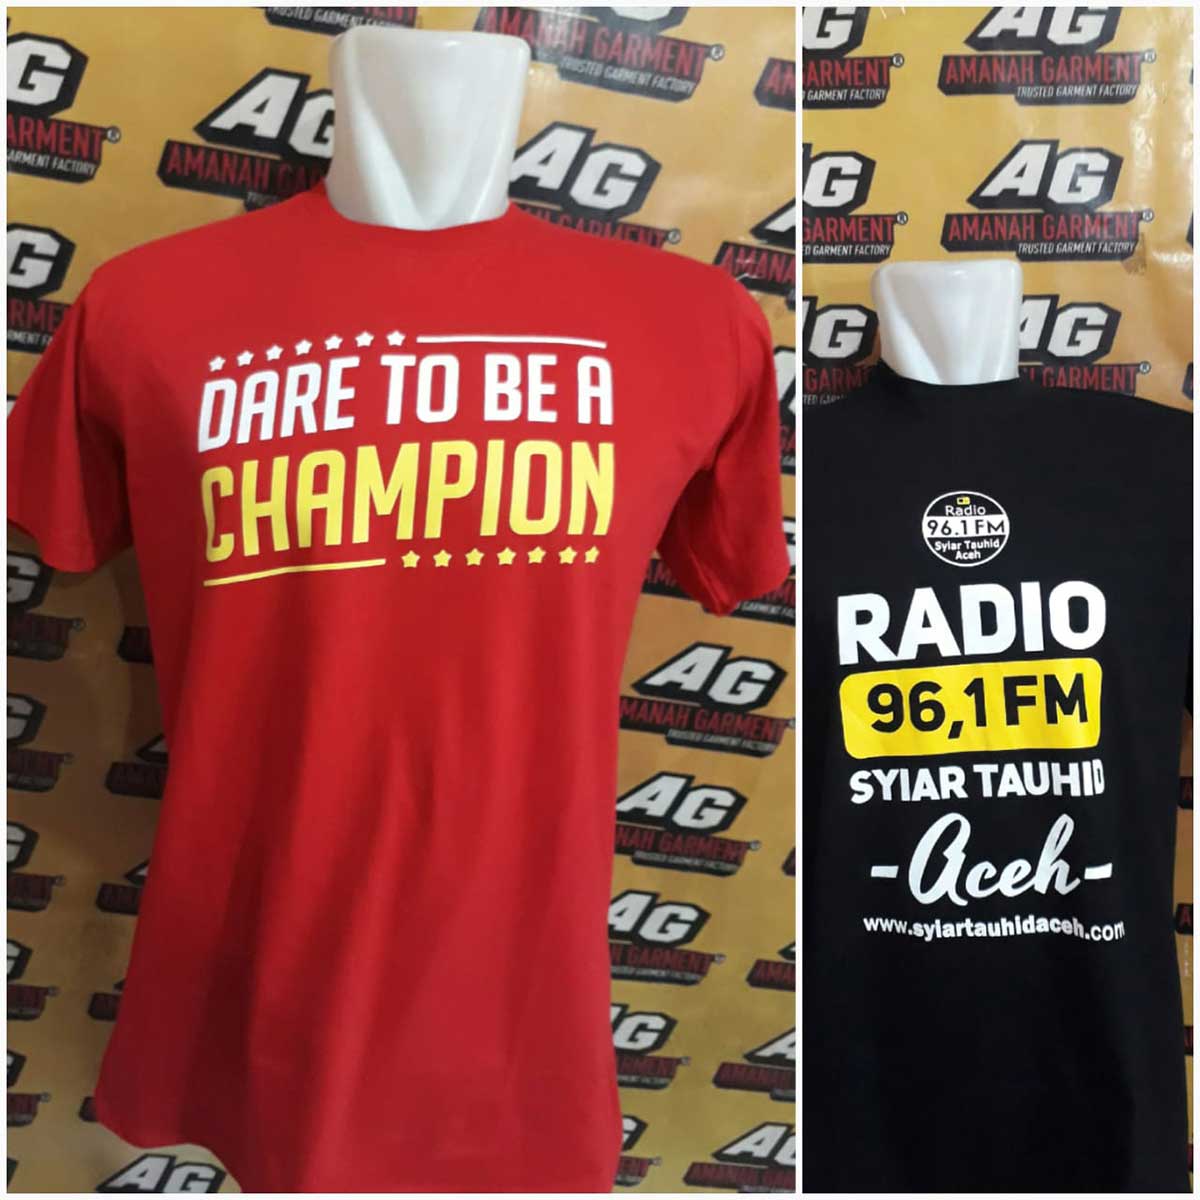 DARE TO BE A
CHAMPION
Radio
96.1 FM
Syiar Tauhid
Aceh
RADIO
96,1 FM
SYIAR TAUHID
-Aceh-
www.syiartauhidaceh.com
AG
AMANAH GARMENT®
TRUSTED GARMENT FACTORY